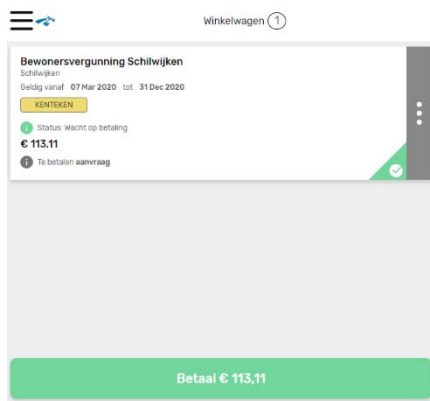 Winkelwagen 1
Bewonersvergunning Schilwijken
Schilwijken
Geldig vanaf 07 Mar 2020 tot 31 Dec 2020
KENTEKEN
Status: Wacht op betaling
€ 113,11
Te betalen aanvraag
Betaal € 113,11